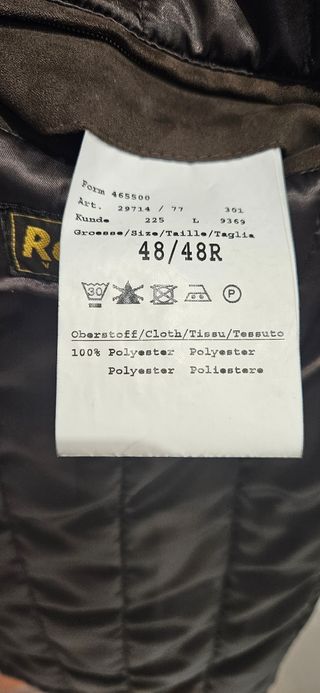 Form 465500
Art. 29714 / 77 301
Kunde 225 L 9369
Groesse/Size/Taille/Taglia
48/48R
30
P
Oberstoff/Cloth/Tissu/Tessuto
100% Polyester Polyester
Polyester Poliestere